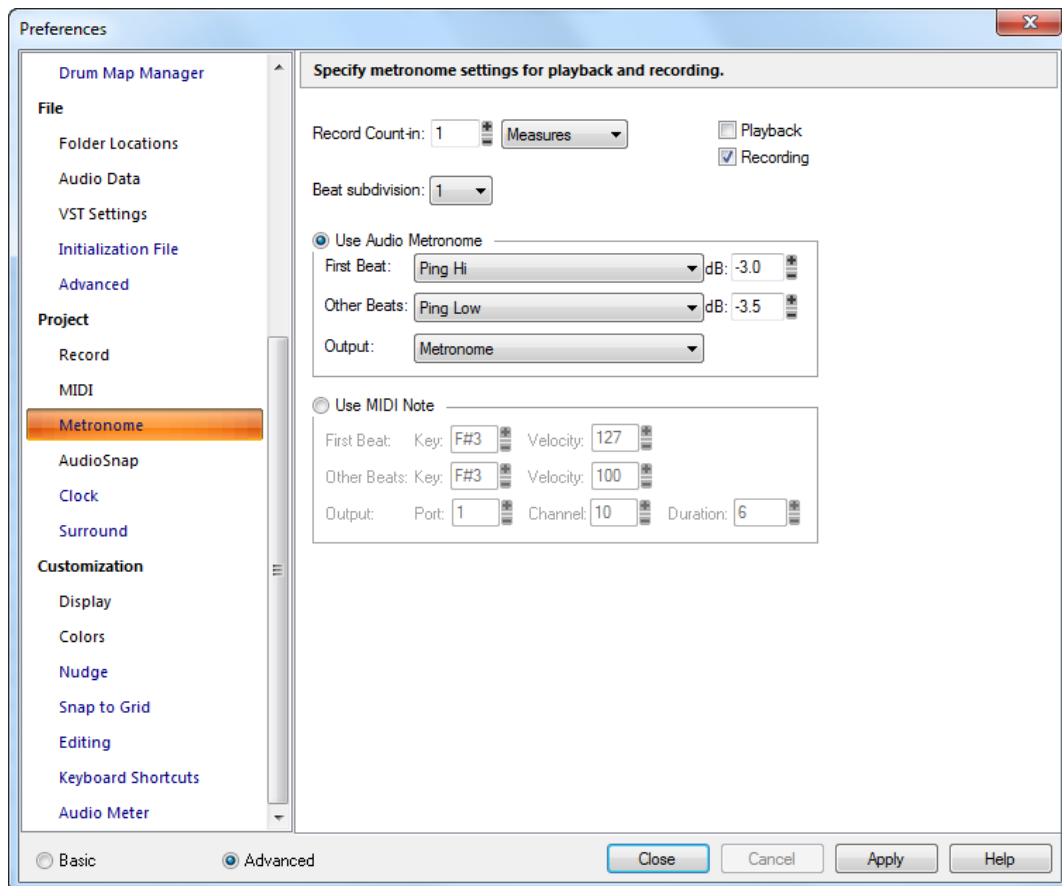 Preferences
x
Drum Map Manager
File
Folder Locations
Audio Data
VST Settings
Initialization File
Advanced
Project
Record
MIDI
Metronome
AudioSnap
Clock
Surround
Customization
Display
Colors
Nudge
Snap to Grid
Editing
Keyboard Shortcuts
Audio Meter
Specify metronome settings for playback and recording.
Record Count-in: 1 Measures
Playback
Recording
Beat subdivision: 1
Use Audio Metronome
First Beat: Ping Hi dB: -3.0
Other Beats: Ping Low dB: -3.5
Output: Metronome
Use MIDI Note
First Beat: Key: F#3 Velocity: 127
Other Beats: Key: F#3 Velocity: 100
Output: Port: 1 Channel: 10 Duration: 6
Basic Advanced Close Cancel Apply Help